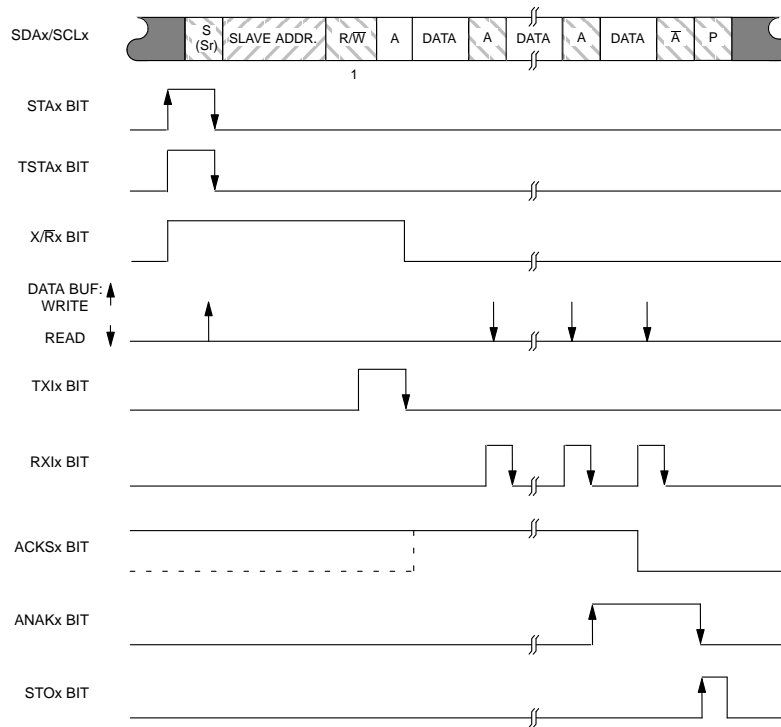 SDAx/SCLx S (Sr) SLAVE ADDR. R/W̅ A DATA A DATA A DATA A̅ P
1
STAx BIT
TSTAx BIT
X/R̅x BIT
DATA BUF:
WRITE
READ
TXIx BIT
RXIx BIT
ACKSx BIT
ANAKx BIT
STOx BIT